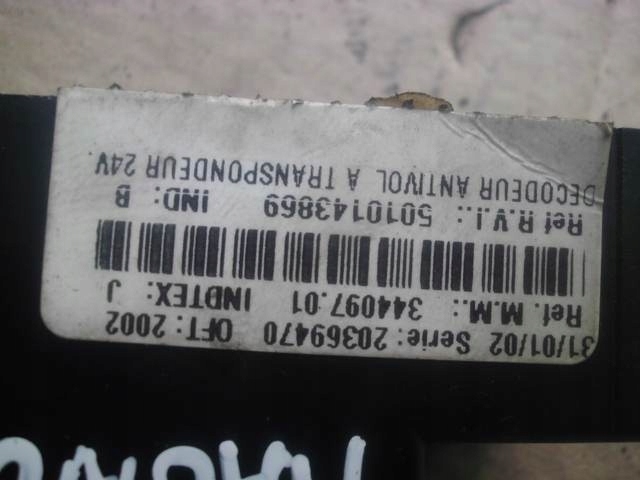 31/01/02 Serie: 20369470 OFT: 2002
Ref. M.M.: 344097.01 INDTEX: J
Ref R.V.I.: 5010143869 IND: B
DECODEUR ANTIVOL A TRANSPONDEUR 24V.